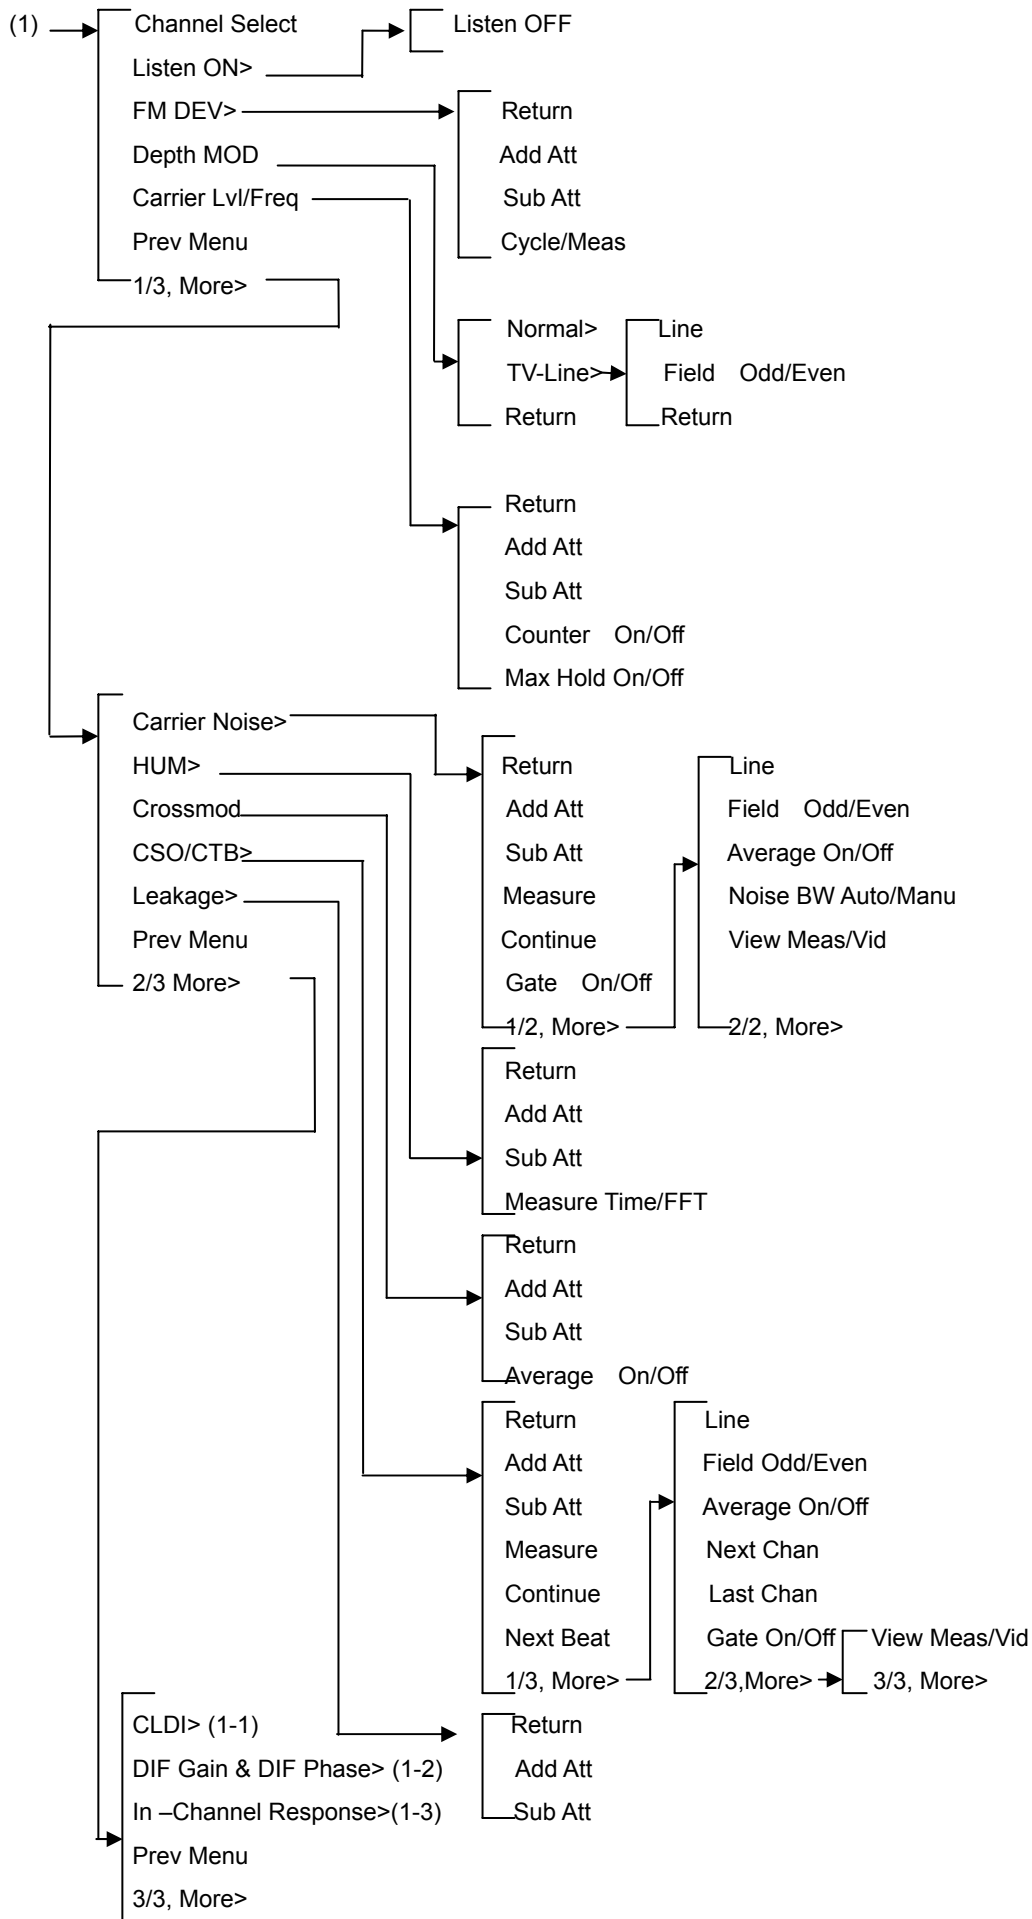 (1)
Channel Select
Listen ON>
FM DEV>
Depth MOD
Carrier Lvl/Freq
Prev Menu
1/3, More>
Listen OFF
Return
Add Att
Sub Att
Cycle/Meas
Normal>
TV-Line>
Return
Line
Field Odd/Even
Return
Return
Add Att
Sub Att
Counter On/Off
Max Hold On/Off
Carrier Noise>
HUM>
Crossmod
CSO/CTB>
Leakage>
Prev Menu
2/3 More>
Return
Add Att
Sub Att
Measure
Continue
Gate On/Off
1/2, More>
Line
Field Odd/Even
Average On/Off
Noise BW Auto/Manu
View Meas/Vid
2/2, More>
Return
Add Att
Sub Att
Measure Time/FFT
Return
Add Att
Sub Att
Average On/Off
Return
Add Att
Sub Att
Measure
Continue
Next Beat
1/3, More>
Line
Field Odd/Even
Average On/Off
Next Chan
Last Chan
Gate On/Off
2/3,More>
View Meas/Vid
3/3, More>
Return
Add Att
Sub Att
CLDI> (1-1)
DIF Gain & DIF Phase> (1-2)
In –Channel Response>(1-3)
Prev Menu
3/3, More>